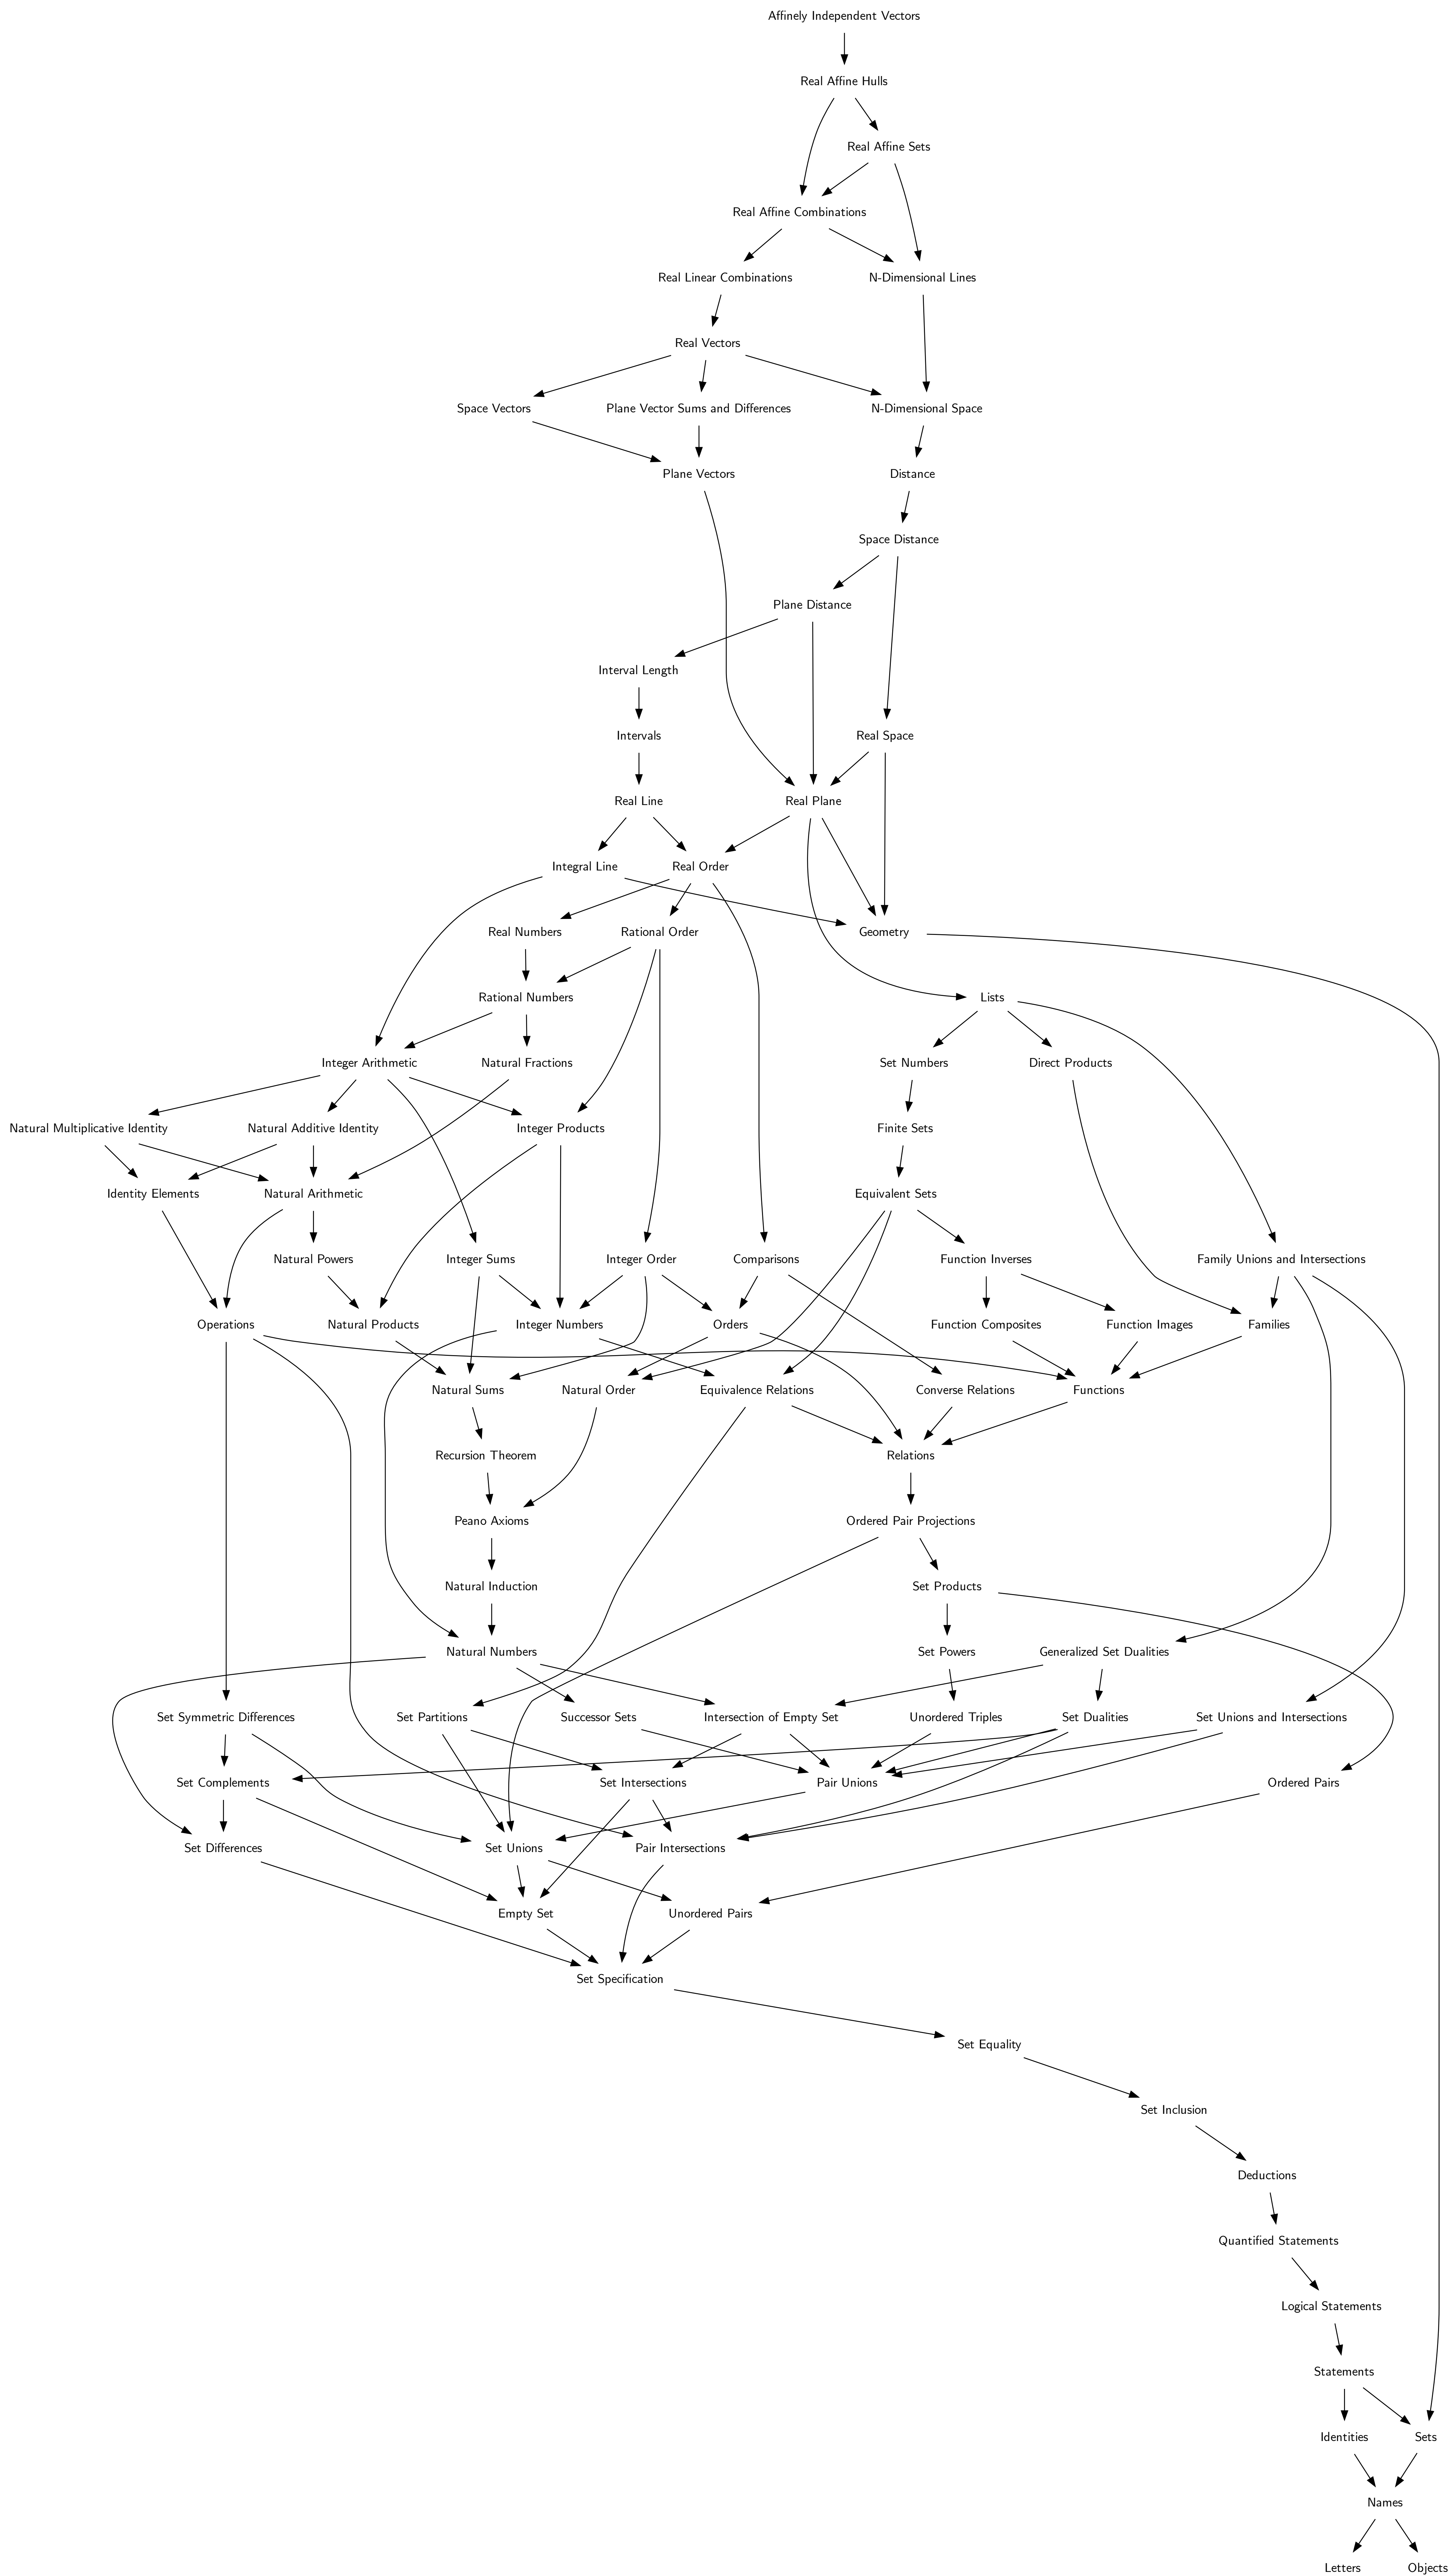 Affinely Independent Vectors
Real Affine Hulls
Real Affine Sets
Real Affine Combinations
Real Linear Combinations
N-Dimensional Lines
Real Vectors
Space Vectors
Plane Vector Sums and Differences
N-Dimensional Space
Plane Vectors
Distance
Space Distance
Plane Distance
Interval Length
Intervals
Real Space
Real Line
Real Plane
Integral Line
Real Order
Real Numbers
Rational Order
Geometry
Rational Numbers
Lists
Integer Arithmetic
Natural Fractions
Set Numbers
Direct Products
Natural Multiplicative Identity
Natural Additive Identity
Integer Products
Finite Sets
Identity Elements
Natural Arithmetic
Equivalent Sets
Natural Powers
Integer Sums
Integer Order
Comparisons
Function Inverses
Family Unions and Intersections
Operations
Natural Products
Integer Numbers
Orders
Function Composites
Function Images
Families
Natural Sums
Natural Order
Equivalence Relations
Converse Relations
Functions
Recursion Theorem
Relations
Peano Axioms
Ordered Pair Projections
Natural Induction
Set Products
Natural Numbers
Set Powers
Generalized Set Dualities
Set Symmetric Differences
Set Partitions
Successor Sets
Intersection of Empty Set
Unordered Triples
Set Dualities
Set Unions and Intersections
Set Complements
Set Intersections
Pair Unions
Ordered Pairs
Set Differences
Set Unions
Pair Intersections
Empty Set
Unordered Pairs
Set Specification
Set Equality
Set Inclusion
Deductions
Quantified Statements
Logical Statements
Statements
Identities
Sets
Names
Letters
Objects